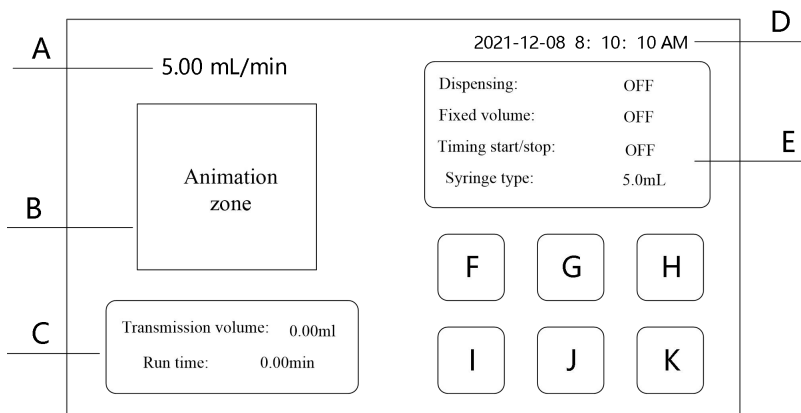 D
2021-12-08 8: 10: 10 AM
A
5.00 mL/min
Dispensing: OFF
Fixed volume: OFF
Timing start/stop: OFF
Syringe type: 5.0mL
E
Animation
zone
B
F G H
C
Transmission volume: 0.00ml
Run time: 0.00min
I J K